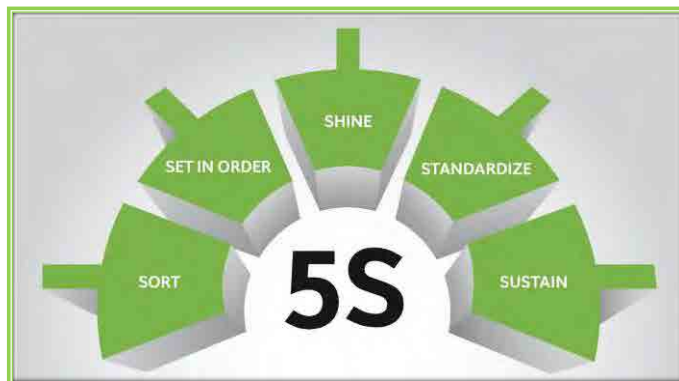 SORT
SET IN ORDER
SHINE
STANDARDIZE
SUSTAIN
5S